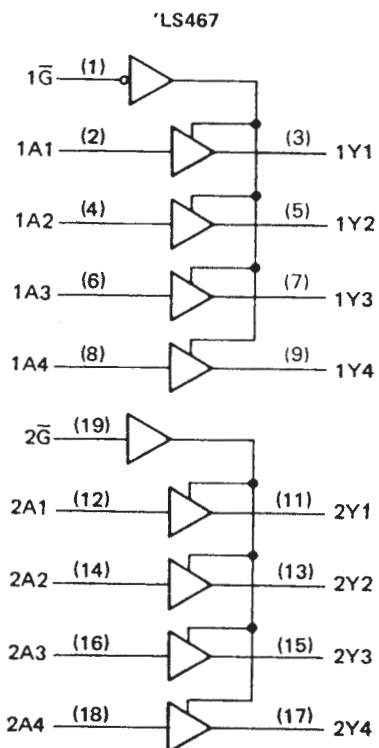 'LS467
1G̅ (1)
1A1 (2) (3) 1Y1
1A2 (4) (5) 1Y2
1A3 (6) (7) 1Y3
1A4 (8) (9) 1Y4
2G̅ (19)
2A1 (12) (11) 2Y1
2A2 (14) (13) 2Y2
2A3 (16) (15) 2Y3
2A4 (18) (17) 2Y4